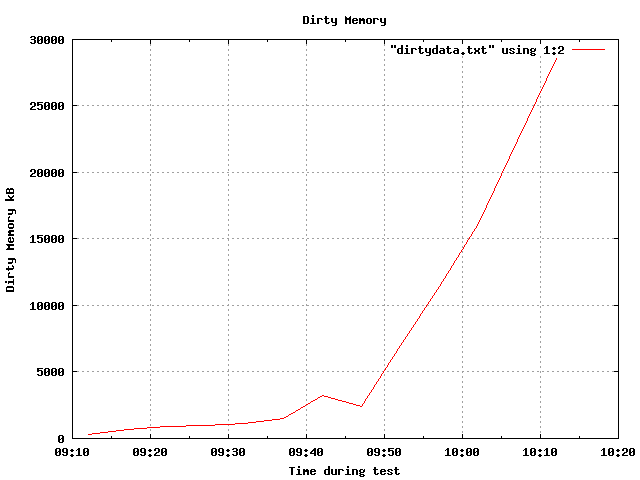 Dirty Memory
30000
"dirtydata.txt" using 1:2
25000
20000
15000
10000
5000
0
Dirty Memory kB
09:10 09:20 09:30 09:40 09:50 10:00 10:10 10:20
Time during test